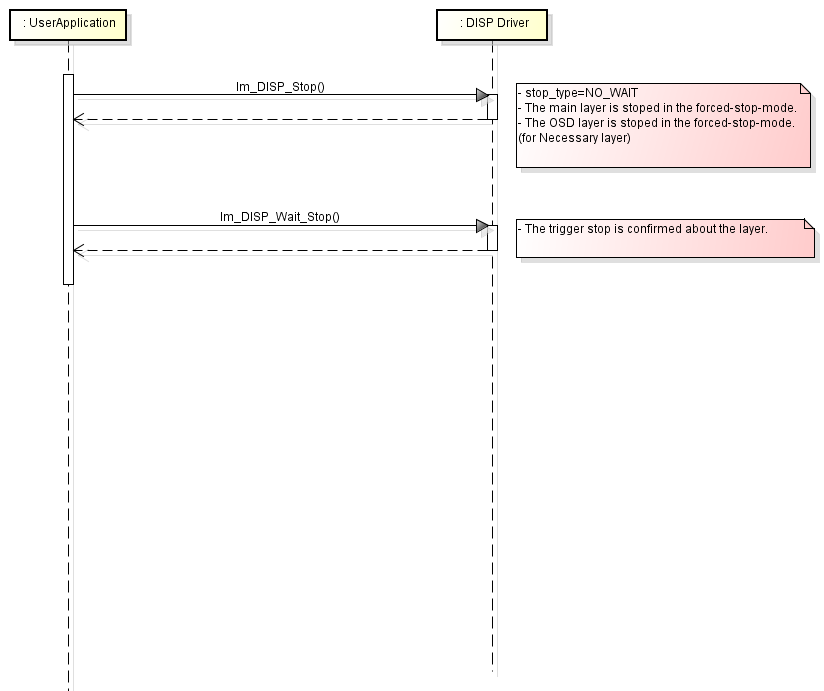 : UserApplication
: DISP Driver
Im_DISP_Stop()
- stop_type=NO_WAIT
- The main layer is stoped in the forced-stop-mode.
- The OSD layer is stoped in the forced-stop-mode.
(for Necessary layer)
Im_DISP_Wait_Stop()
- The trigger stop is confirmed about the layer.